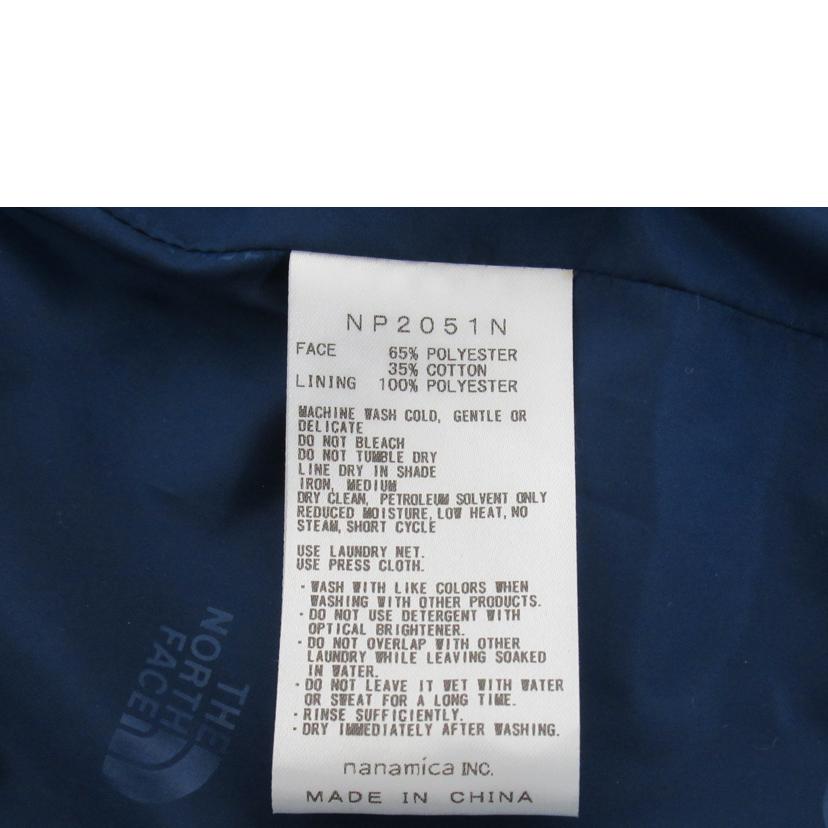 NP2051N
FACE 65% POLYESTER
35% COTTON
LINING 100% POLYESTER
MACHINE WASH COLD, GENTLE OR
DELICATE
DO NOT BLEACH
DO NOT TUMBLE DRY
LINE DRY IN SHADE
IRON, MEDIUM
DRY CLEAN, PETROLEUM SOLVENT ONLY
REDUCED MOISTURE, LOW HEAT, NO
STEAM, SHORT CYCLE
USE LAUNDRY NET.
USE PRESS CLOTH.
・WASH WITH LIKE COLORS WHEN
WASHING WITH OTHER PRODUCTS.
・DO NOT USE DETERGENT WITH
OPTICAL BRIGHTENER.
・DO NOT OVERLAP WITH OTHER
LAUNDRY WHILE LEAVING SOAKED
IN WATER.
・DO NOT LEAVE IT WET WITH WATER
OR SWEAT FOR A LONG TIME.
・RINSE SUFFICIENTLY.
・DRY IMMEDIATELY AFTER WASHING.
nanamica INC.
MADE IN CHINA
THE
NORTH
FACE